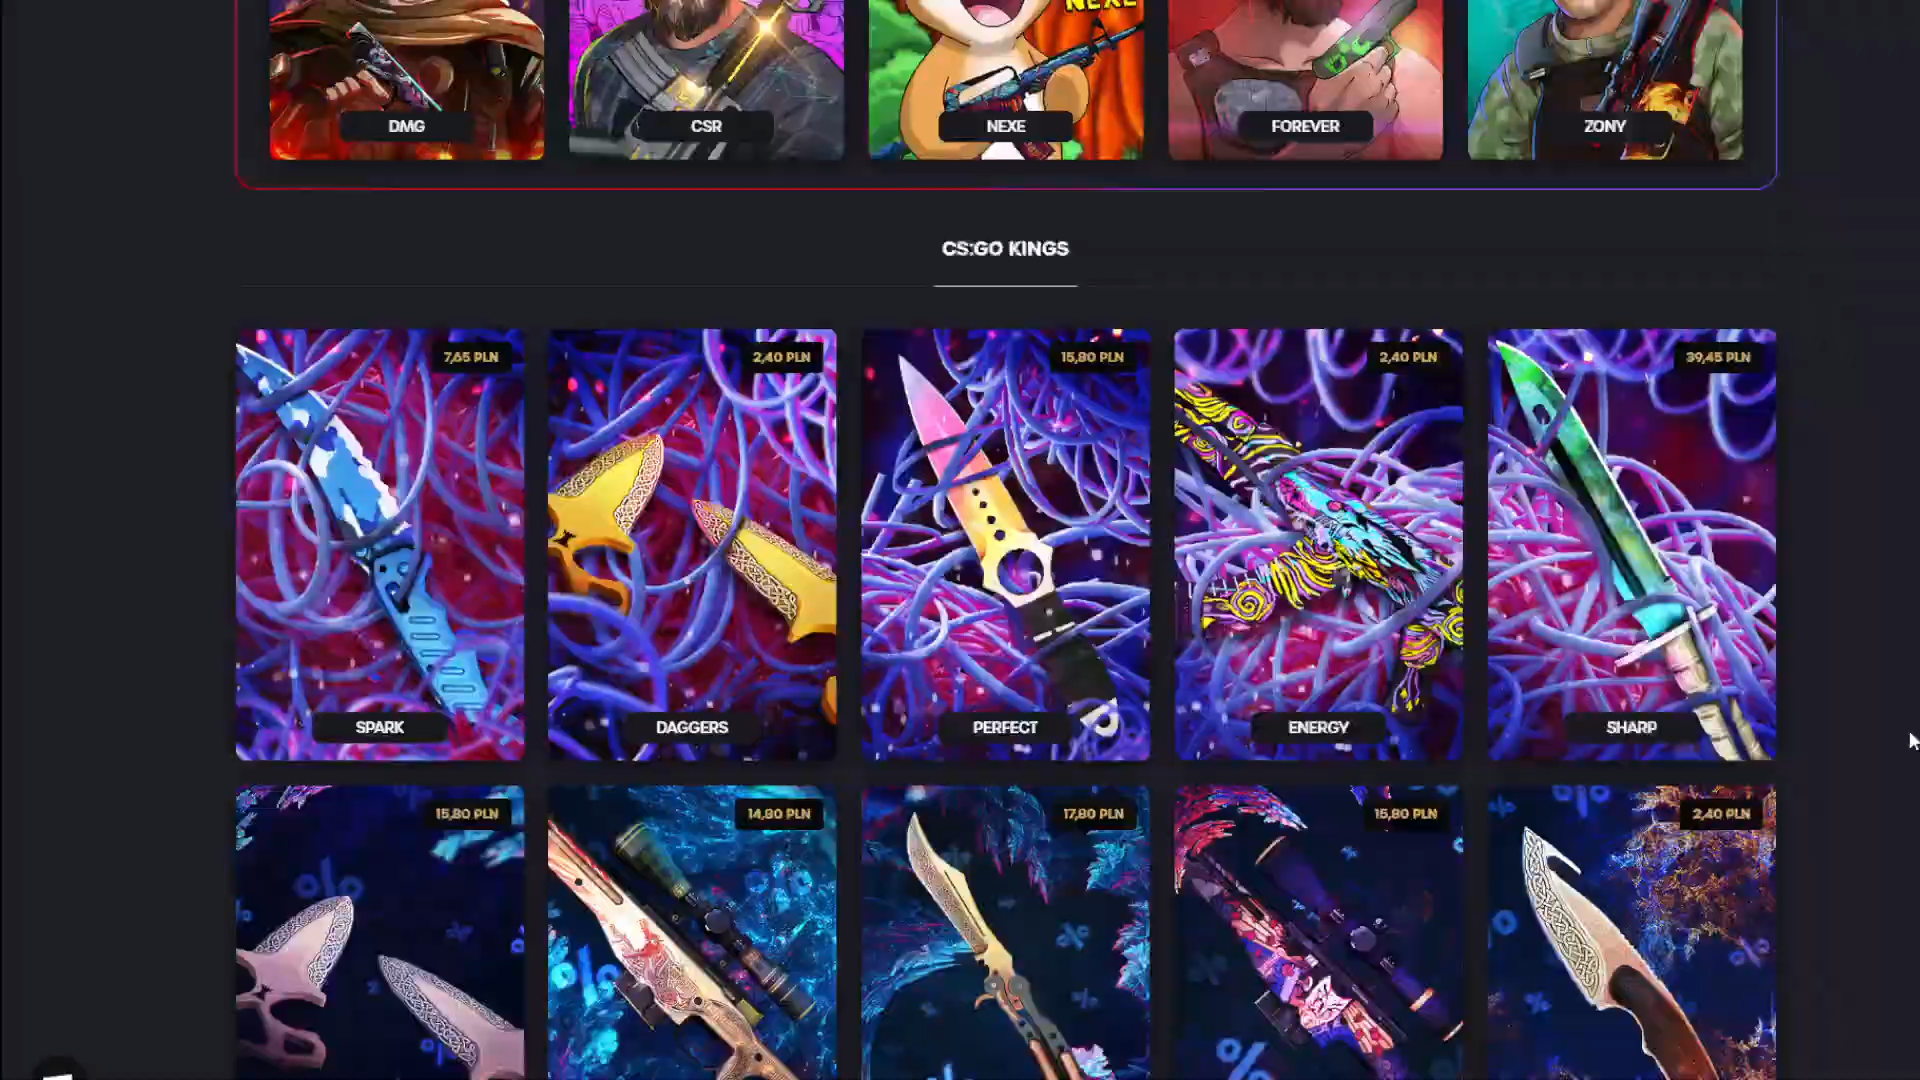 NEXE
DMG
CSR
NEXE
FOREVER
ZONY
CS:GO KINGS
7,65 PLN
2,40 PLN
15,80 PLN
2,40 PLN
39,45 PLN
SPARK
DAGGERS
PERFECT
ENERGY
SHARP
15,80 PLN
14,80 PLN
17,80 PLN
15,80 PLN
2,40 PLN